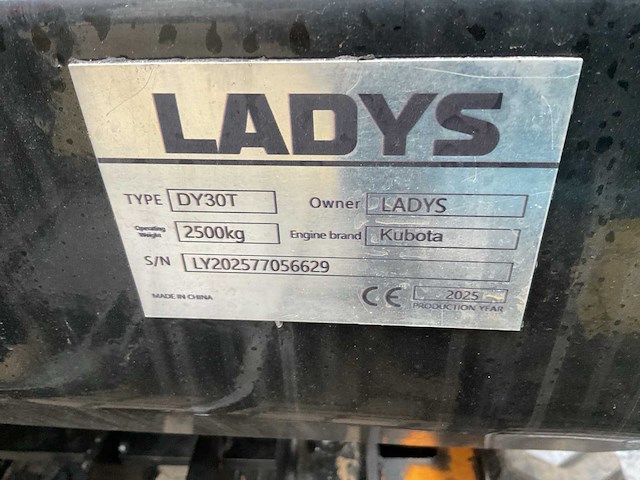 LADYS
TYPE DY30T Owner LADYS
Operating Weight 2500kg Engine brand Kubota
S/N LY202577056629
MADE IN CHINA CE 2025
PRODUCTION YEAR